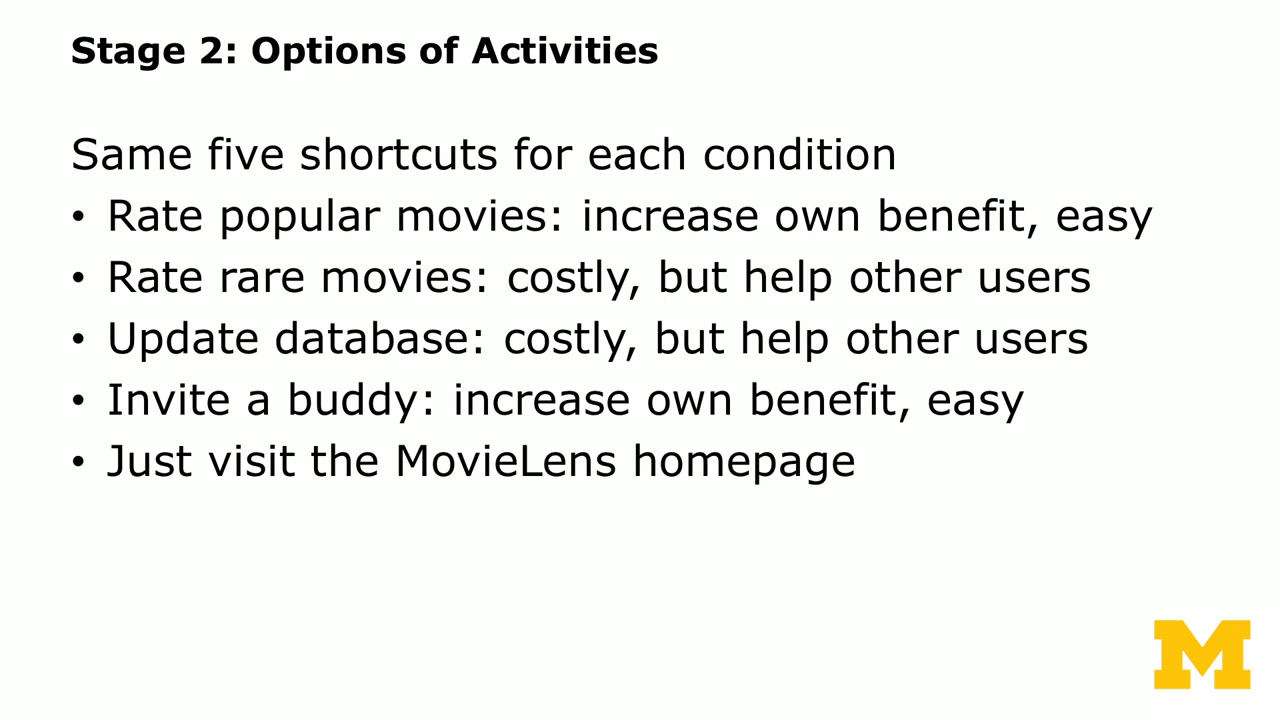 Stage 2: Options of Activities
Same five shortcuts for each condition
• Rate popular movies: increase own benefit, easy
• Rate rare movies: costly, but help other users
• Update database: costly, but help other users
• Invite a buddy: increase own benefit, easy
• Just visit the MovieLens homepage
M